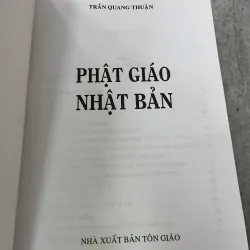 TRẦN QUANG THUẬN
PHẬT GIÁO
NHẬT BẢN
NHÀ XUẤT BẢN TÔN GIÁO